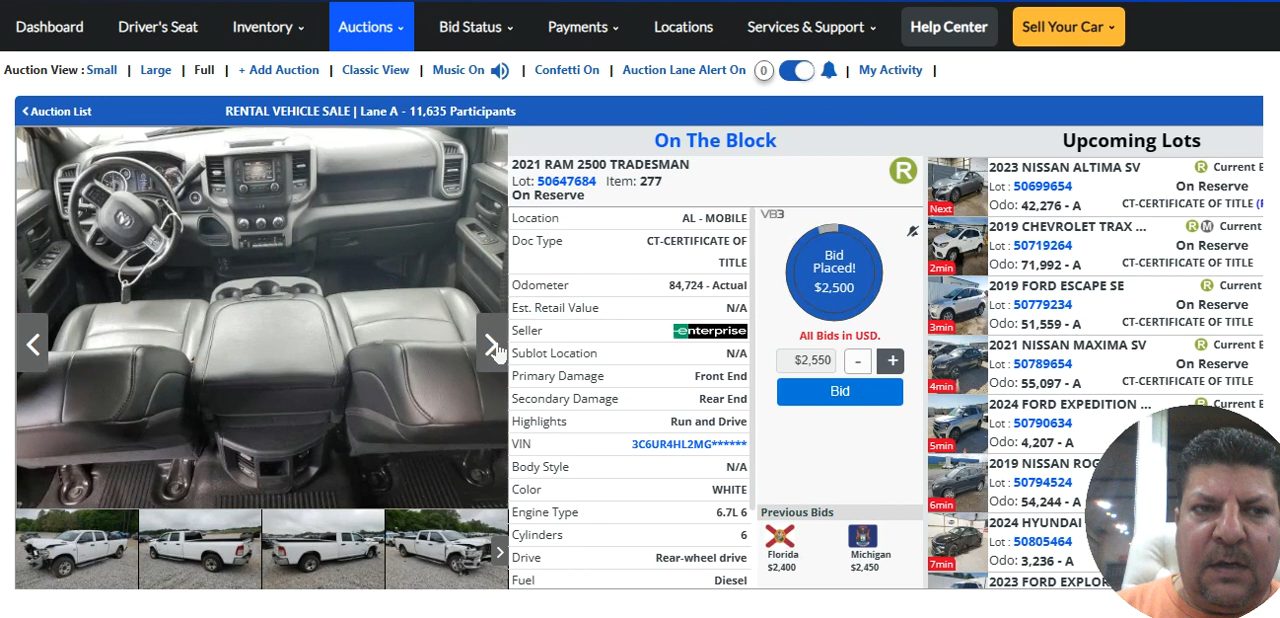 Dashboard Driver's Seat Inventory Auctions Bid Status Payments Locations Services & Support Help Center Sell Your Car
Auction View : Small | Large | Full | + Add Auction | Classic View | Music On | Confetti On | Auction Lane Alert On 0 | My Activity |
Auction List RENTAL VEHICLE SALE | Lane A - 11,635 Participants
On The Block
2021 RAM 2500 TRADESMAN
Lot: 50647684 Item: 277
On Reserve
R
Location AL - MOBILE
Doc Type CT-CERTIFICATE OF
TITLE
Odometer 84,724 - Actual
Est. Retail Value N/A
Seller enterprise
Sublot Location N/A
Primary Damage Front End
Secondary Damage Rear End
Highlights Run and Drive
VIN 3C6UR4HL2MG******
Body Style N/A
Color WHITE
Engine Type 6.7L 6
Cylinders 6
Drive Rear-wheel drive
Fuel Diesel
VB3
Bid
Placed!
$2,500
All Bids in USD.
$2,550 - +
Bid
Previous Bids
Florida
$2,400
Michigan
$2,450
Upcoming Lots
2023 NISSAN ALTIMA SV R Current
Lot : 50699654 On Reserve
Next Odo: 42,276 - A CT-CERTIFICATE OF TITLE
2019 CHEVROLET TRAX ... R M Current
Lot : 50719264 On Reserve
2min Odo: 71,992 - A CT-CERTIFICATE OF TITLE
2019 FORD ESCAPE SE R Current
Lot : 50779234 On Reserve
3min Odo: 51,559 - A CT-CERTIFICATE OF TITLE
2021 NISSAN MAXIMA SV R Current
Lot : 50789654 On Reserve
4min Odo: 55,097 - A CT-CERTIFICATE OF TITLE
2024 FORD EXPEDITION ... Current
Lot : 50790634
5min Odo: 4,207 - A
2019 NISSAN
Lot : 50794524
6min Odo: 54,244 - A
2024 HYUNDAI
Lot : 50805464
7min Odo: 3,236 - A
2023 FORD